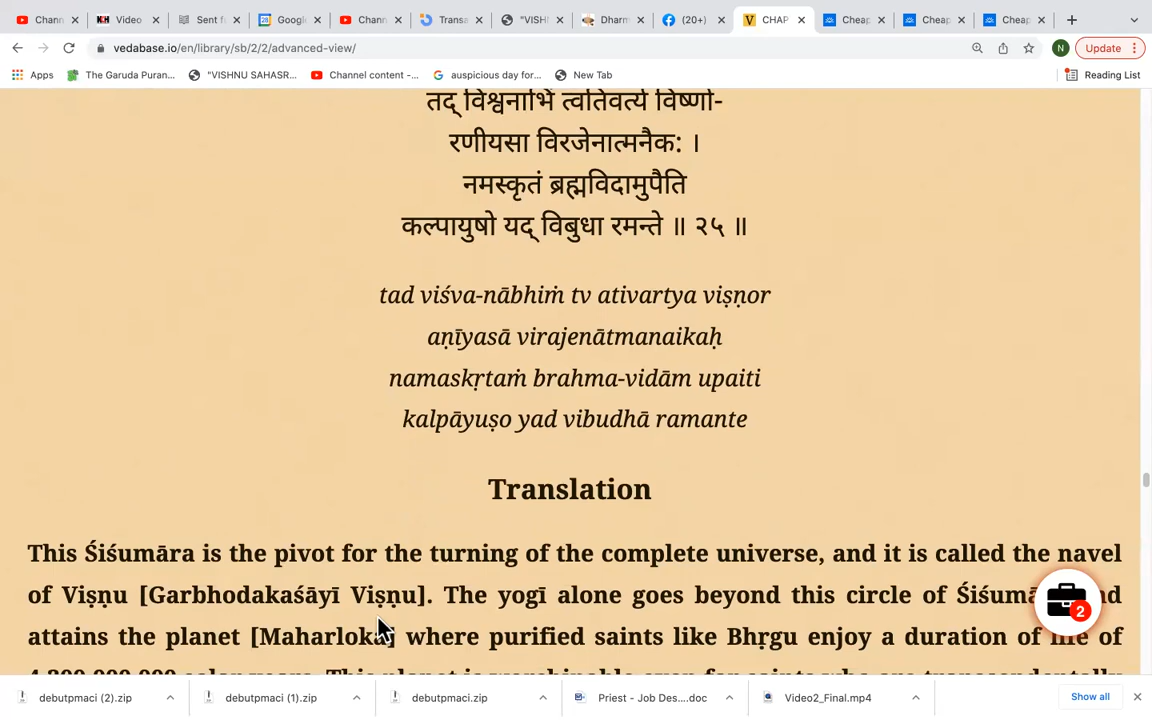 Chann
Video
Sent f
Googl
Chann
Transa
"VISH
Dharm
(20+)
CHAP
Cheap
Cheap
Cheap
vedabase.io/en/library/sb/2/2/advanced-view/
N
Update
Apps
The Garuda Puran...
"VISHNU SAHASR...
Channel content -...
auspicious day for...
New Tab
Reading List
तद् विश्वनाभिं त्वतिवर्त्य विष्णो-
रणीयसा विरजेनात्मनैक: ।
नमस्कृतं ब्रह्मविदामुपैति
कल्पायुषो यद् विबुधा रमन्ते ॥ २५ ॥
tad viśva-nābhiṁ tv ativartya viṣṇor
aṇīyasā virajenātmanaikaḥ
namaskṛtaṁ brahma-vidām upaiti
kalpāyuṣo yad vibudhā ramante
Translation
This Śiśumāra is the pivot for the turning of the complete universe, and it is called the navel
of Viṣṇu [Garbhodakaśāyī Viṣṇu]. The yogī alone goes beyond this circle of
attains the planet where purified saints like Bhṛgu enjoy a duration of life of
2
debutpmaci (2).zip
debutpmaci (1).zip
debutpmaci.zip
Priest - Job Des....doc
Video2_Final.mp4
Show all